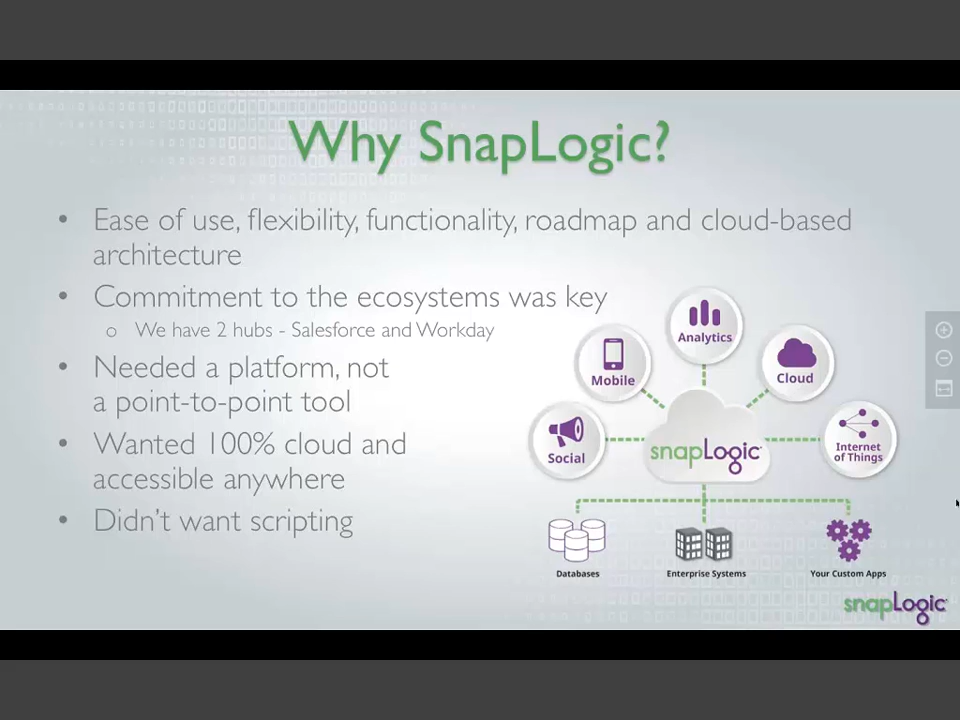 Why SnapLogic?
• Ease of use, flexibility, functionality, roadmap and cloud-based
architecture
• Commitment to the ecosystems was key
o We have 2 hubs - Salesforce and Workday
• Needed a platform, not
a point-to-point tool
• Wanted 100% cloud and
accessible anywhere
• Didn't want scripting
Analytics
Mobile
Cloud
Social
snapLogic
Internet
of Things
Databases
Enterprise Systems
Your Custom Apps
snapLogic